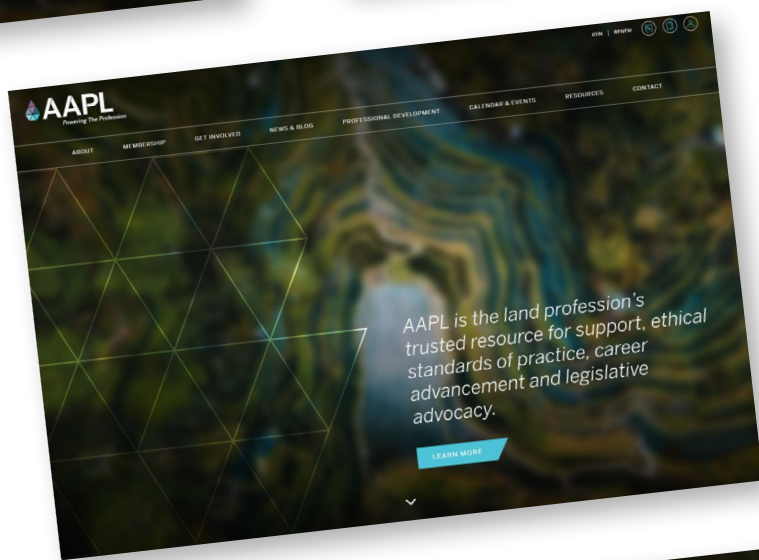 JOIN | RENEW
AAPL
Powering The Profession
ABOUT MEMBERSHIP GET INVOLVED NEWS & BLOG PROFESSIONAL DEVELOPMENT CALENDAR & EVENTS RESOURCES CONTACT
AAPL is the land profession's
trusted resource for support, ethical
standards of practice, career
advancement and legislative
advocacy.
LEARN MORE